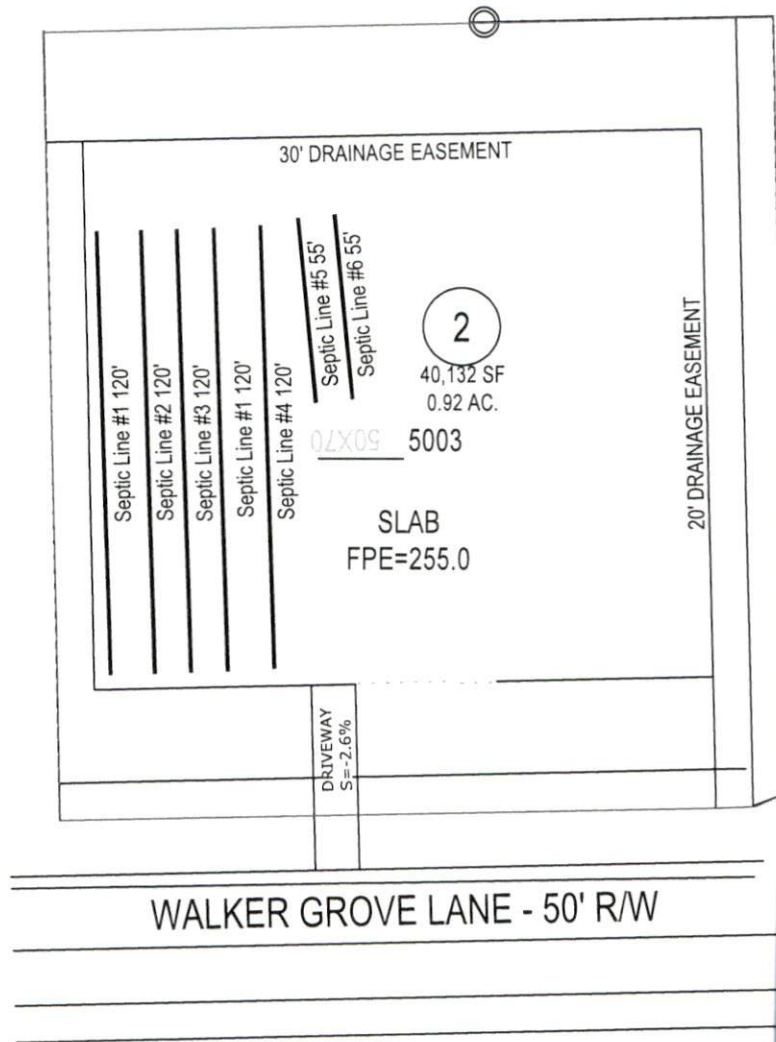 30' DRAINAGE EASEMENT
Septic Line #1 120'
Septic Line #2 120'
Septic Line #3 120'
Septic Line #1 120'
Septic Line #4 120'
Septic Line #5 55'
Septic Line #6 55'
2
40,132 SF
0.92 AC.
50X70
5003
SLAB
FPE=255.0
20' DRAINAGE EASEMENT
DRIVEWAY
S=-2.6%
WALKER GROVE LANE - 50' R/W